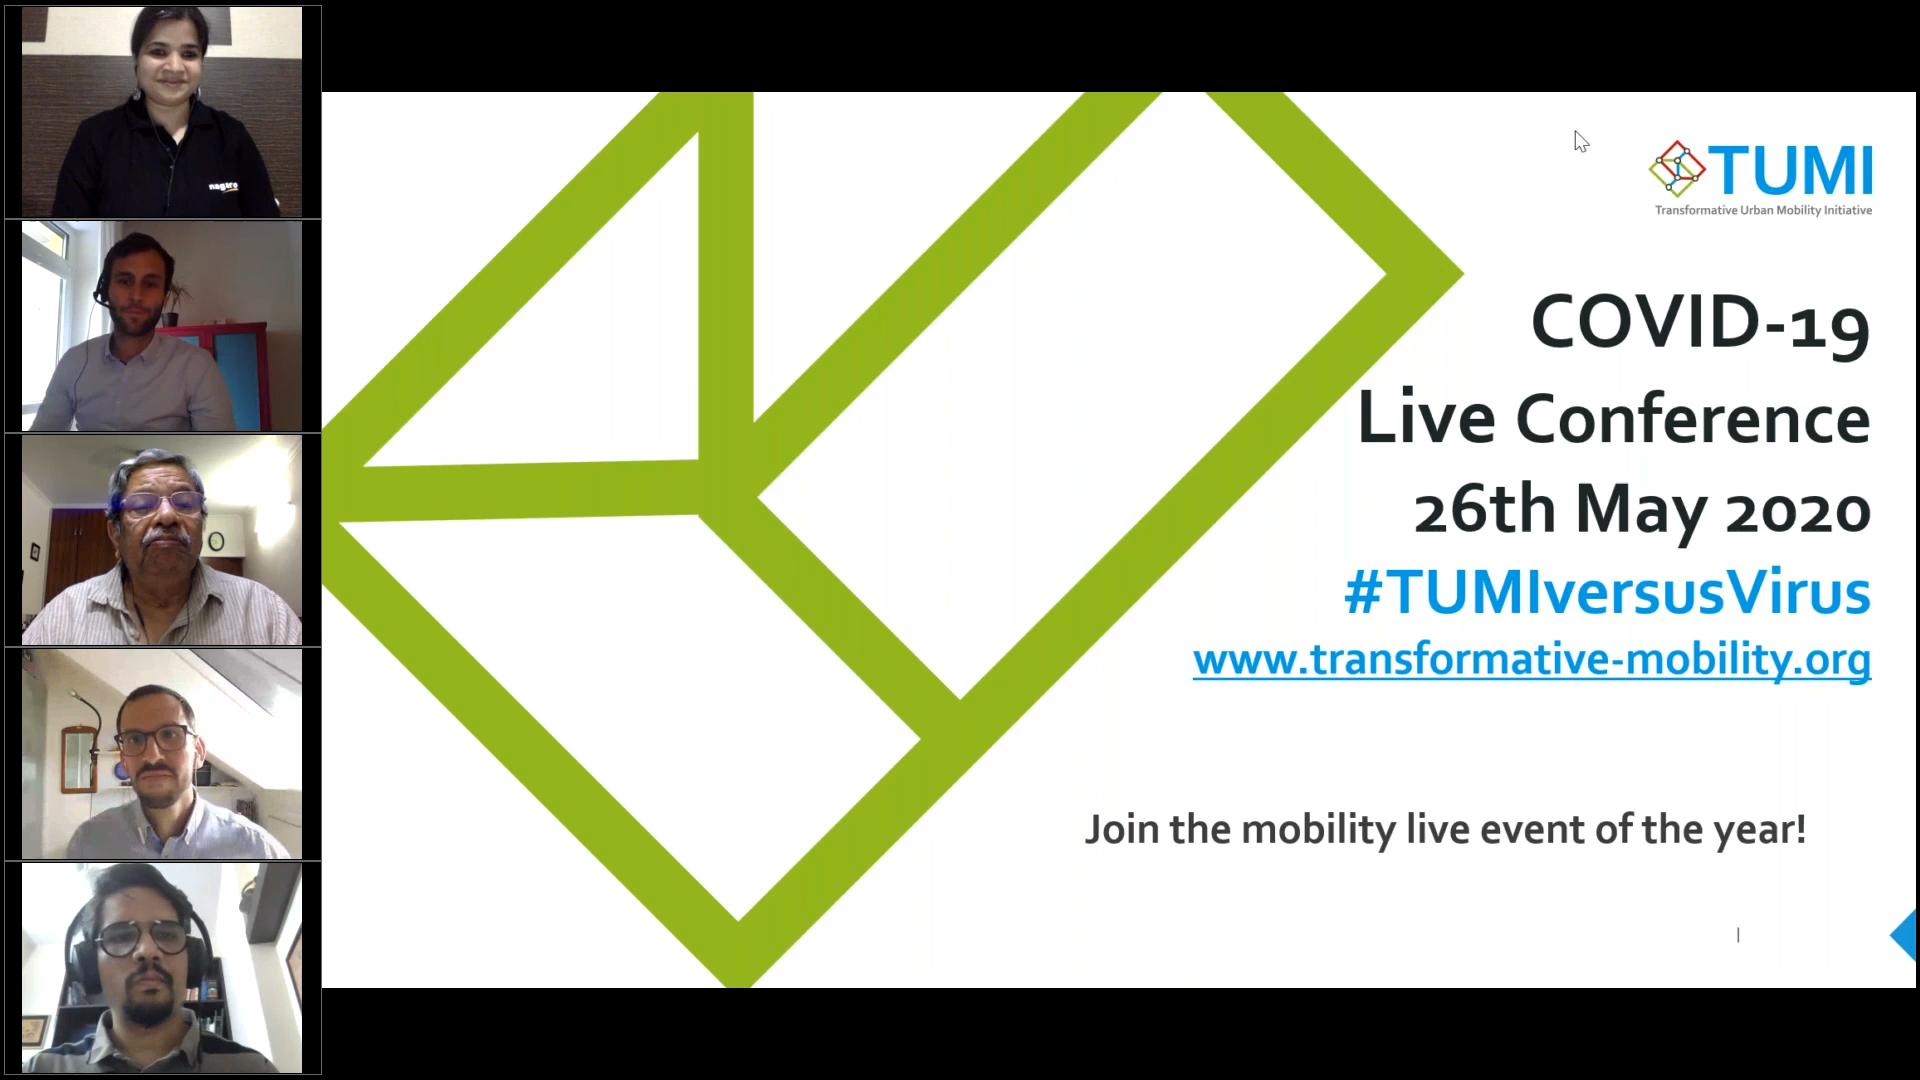 nagarro
TUMI
Transformative Urban Mobility Initiative
COVID-19
Live Conference
26th May 2020
#TUMIversusVirus
www.transformative-mobility.org
Join the mobility live event of the year!